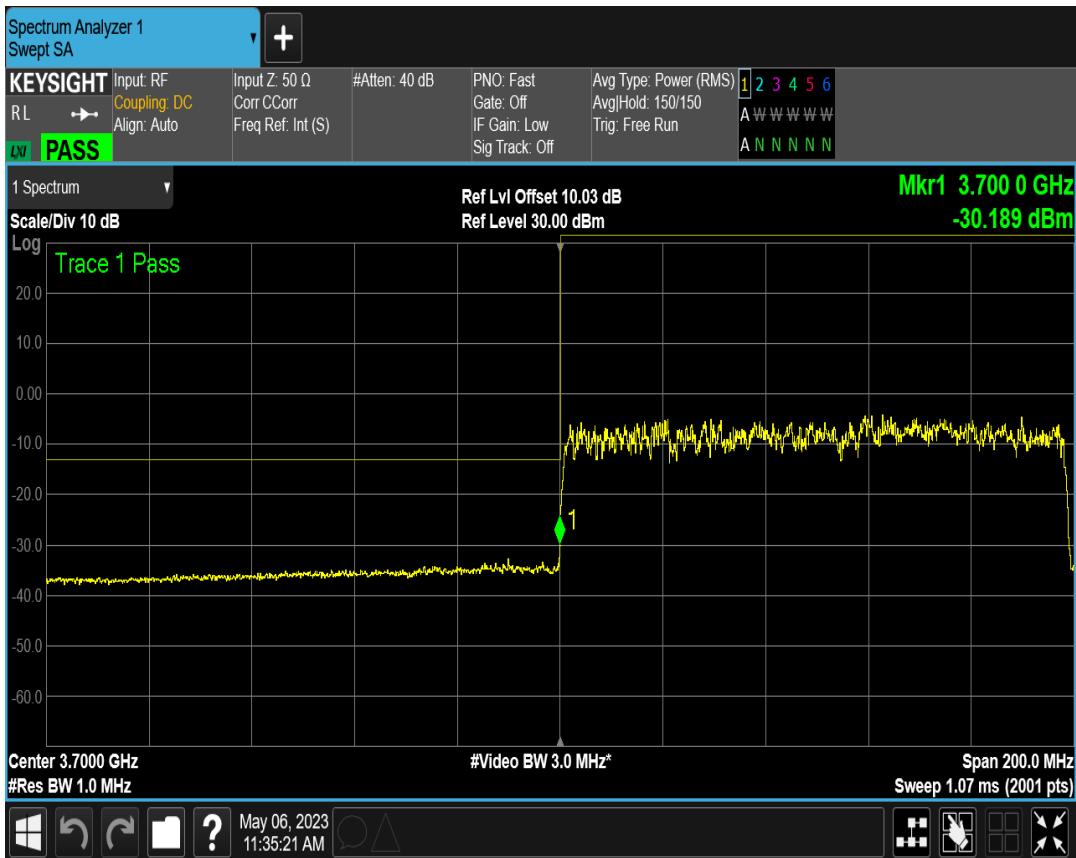 Spectrum Analyzer 1
Swept SA
+
KEYSIGHT
R L
LXI PASS
Input: RF
Coupling: DC
Align: Auto
Input Z: 50 Ω
Corr CCorr
Freq Ref: Int (S)
#Atten: 40 dB
PNO: Fast
Gate: Off
IF Gain: Low
Sig Track: Off
Avg Type: Power (RMS)
Avg|Hold: 150/150
Trig: Free Run
1 2 3 4 5 6
A W W W W W
A N N N N N
1 Spectrum
Scale/Div 10 dB
Ref Lvl Offset 10.03 dB
Ref Level 30.00 dBm
Mkr1 3.700 0 GHz
-30.189 dBm
Log
Trace 1 Pass
20.0
10.0
0.00
-10.0
-20.0
1
-30.0
-40.0
-50.0
-60.0
Center 3.7000 GHz
#Res BW 1.0 MHz
#Video BW 3.0 MHz*
Span 200.0 MHz
Sweep 1.07 ms (2001 pts)
?
May 06, 2023
11:35:21 AM